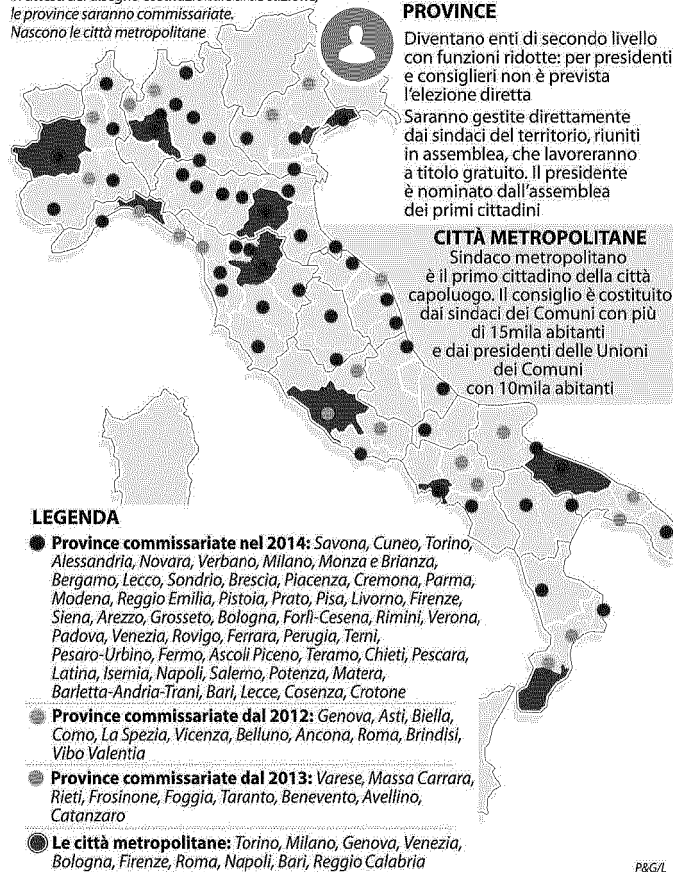 le province saranno commissariate.
Nascono le città metropolitane
PROVINCE
Diventano enti di secondo livello
con funzioni ridotte: per presidenti
e consiglieri non è prevista
l'elezione diretta
Saranno gestite direttamente
dai sindaci del territorio, riuniti
in assemblea, che lavoreranno
a titolo gratuito. Il presidente
è nominato dall'assemblea
dei primi cittadini
CITTÀ METROPOLITANE
Sindaco metropolitano
è il primo cittadino della città
capoluogo. Il consiglio è costituito
dai sindaci dei Comuni con più
di 15mila abitanti
e dai presidenti delle Unioni
dei Comuni
con 10mila abitanti
LEGENDA
Province commissariate nel 2014: Savona, Cuneo, Torino,
Alessandria, Novara, Verbano, Milano, Monza e Brianza,
Bergamo, Lecco, Sondrio, Brescia, Piacenza, Cremona, Parma,
Modena, Reggio Emilia, Pistoia, Prato, Pisa, Livorno, Firenze,
Siena, Arezzo, Grosseto, Bologna, Forlì-Cesena, Rimini, Verona,
Padova, Venezia, Rovigo, Ferrara, Perugia, Terni,
Pesaro-Urbino, Fermo, Ascoli Piceno, Teramo, Chieti, Pescara,
Latina, Isernia, Napoli, Salerno, Potenza, Matera,
Barletta-Andria-Trani, Bari, Lecce, Cosenza, Crotone
Province commissariate dal 2012: Genova, Asti, Biella,
Como, La Spezia, Vicenza, Belluno, Ancona, Roma, Brindisi,
Vibo Valentia
Province commissariate dal 2013: Varese, Massa Carrara,
Rieti, Frosinone, Foggia, Taranto, Benevento, Avellino,
Catanzaro
Le città metropolitane: Torino, Milano, Genova, Venezia,
Bologna, Firenze, Roma, Napoli, Bari, Reggio Calabria
P&G/L